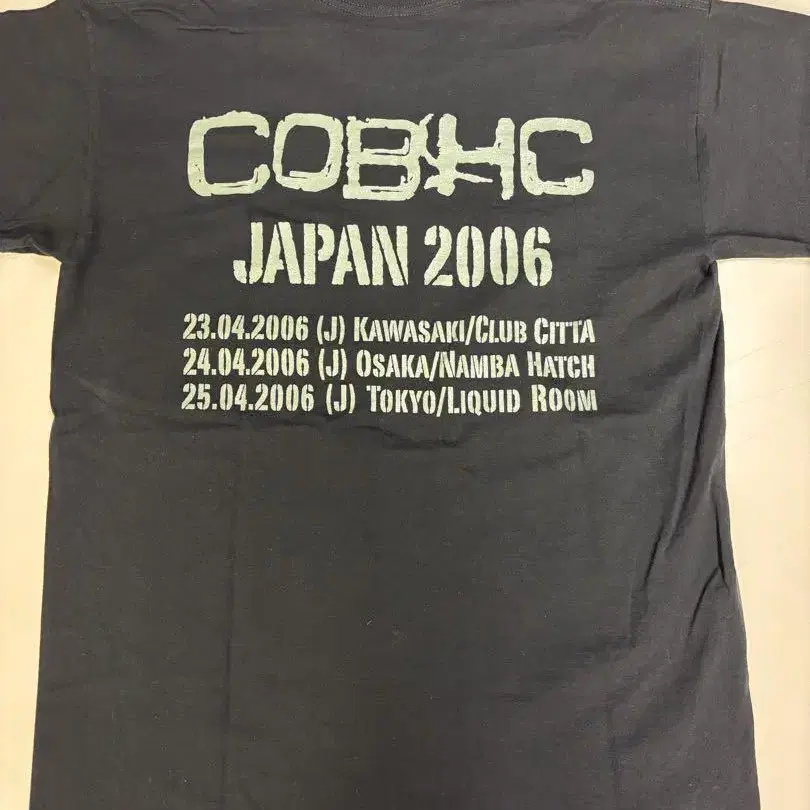 COBHC
JAPAN 2006
23.04.2006 (J) KAWASAKI/CLUB CITTA
24.04.2006 (J) OSAKA/NAMBA HATCH
25.04.2006 (J) TOKYO/LIQUID ROOM